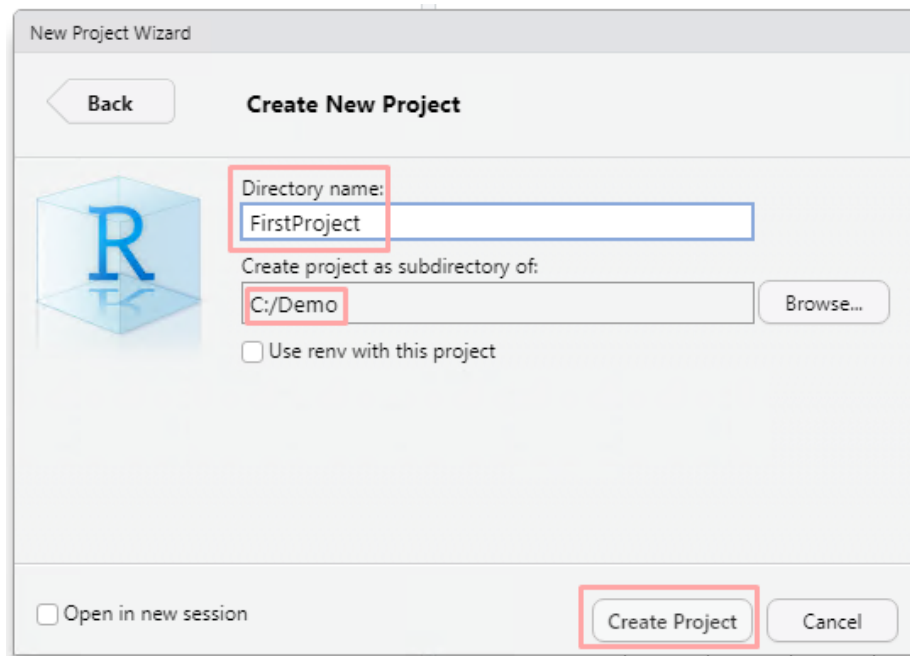 New Project Wizard
Back
Create New Project
R
Directory name:
FirstProject
Create project as subdirectory of:
C:/Demo
Browse...
Use renv with this project
Open in new session
Create Project
Cancel